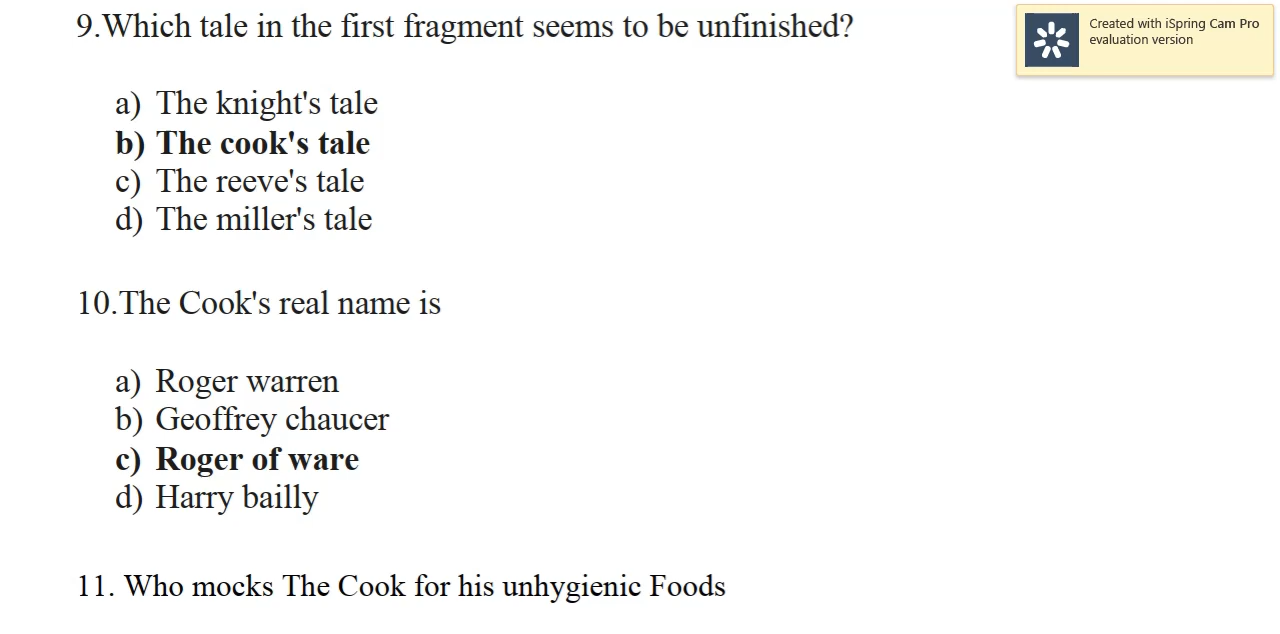 9.Which tale in the first fragment seems to be unfinished?
Created with iSpring Cam Pro
evaluation version
a) The knight's tale
b) The cook's tale
c) The reeve's tale
d) The miller's tale
10.The Cook's real name is
a) Roger warren
b) Geoffrey chaucer
c) Roger of ware
d) Harry bailly
11. Who mocks The Cook for his unhygienic Foods